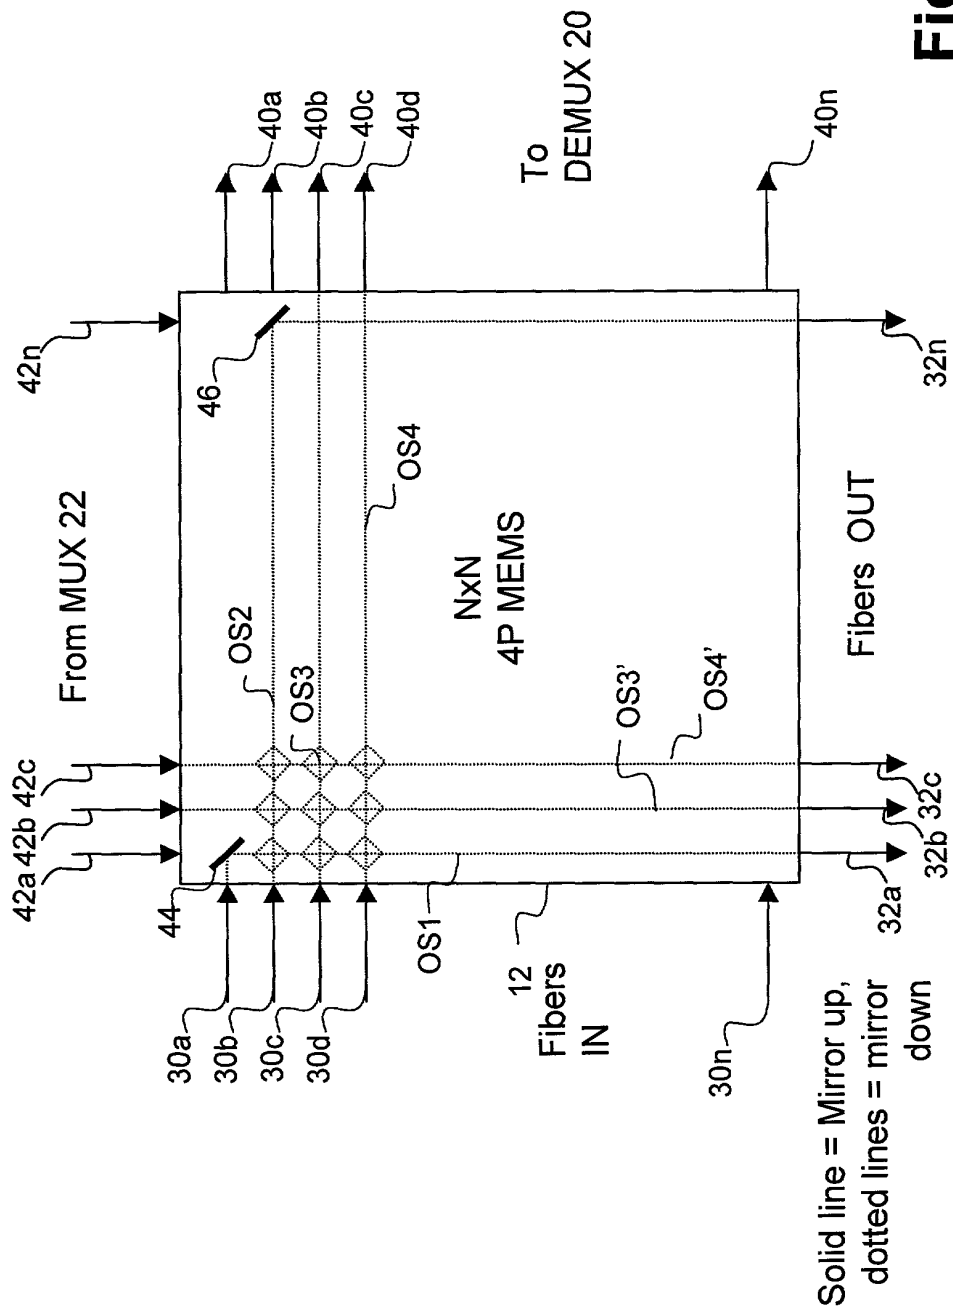 From MUX 22
42a
42b
42c
42n
44
46
30a
30b
30c
30d
30n
40a
40b
40c
40d
40n
To
DEMUX 20
OS2
OS3
OS4
NxN
4P MEMS
OS1
OS3’
OS4’
12
Fibers
IN
32a
32b
32c
32n
Fibers OUT
Solid line = Mirror up,
dotted lines = mirror
down